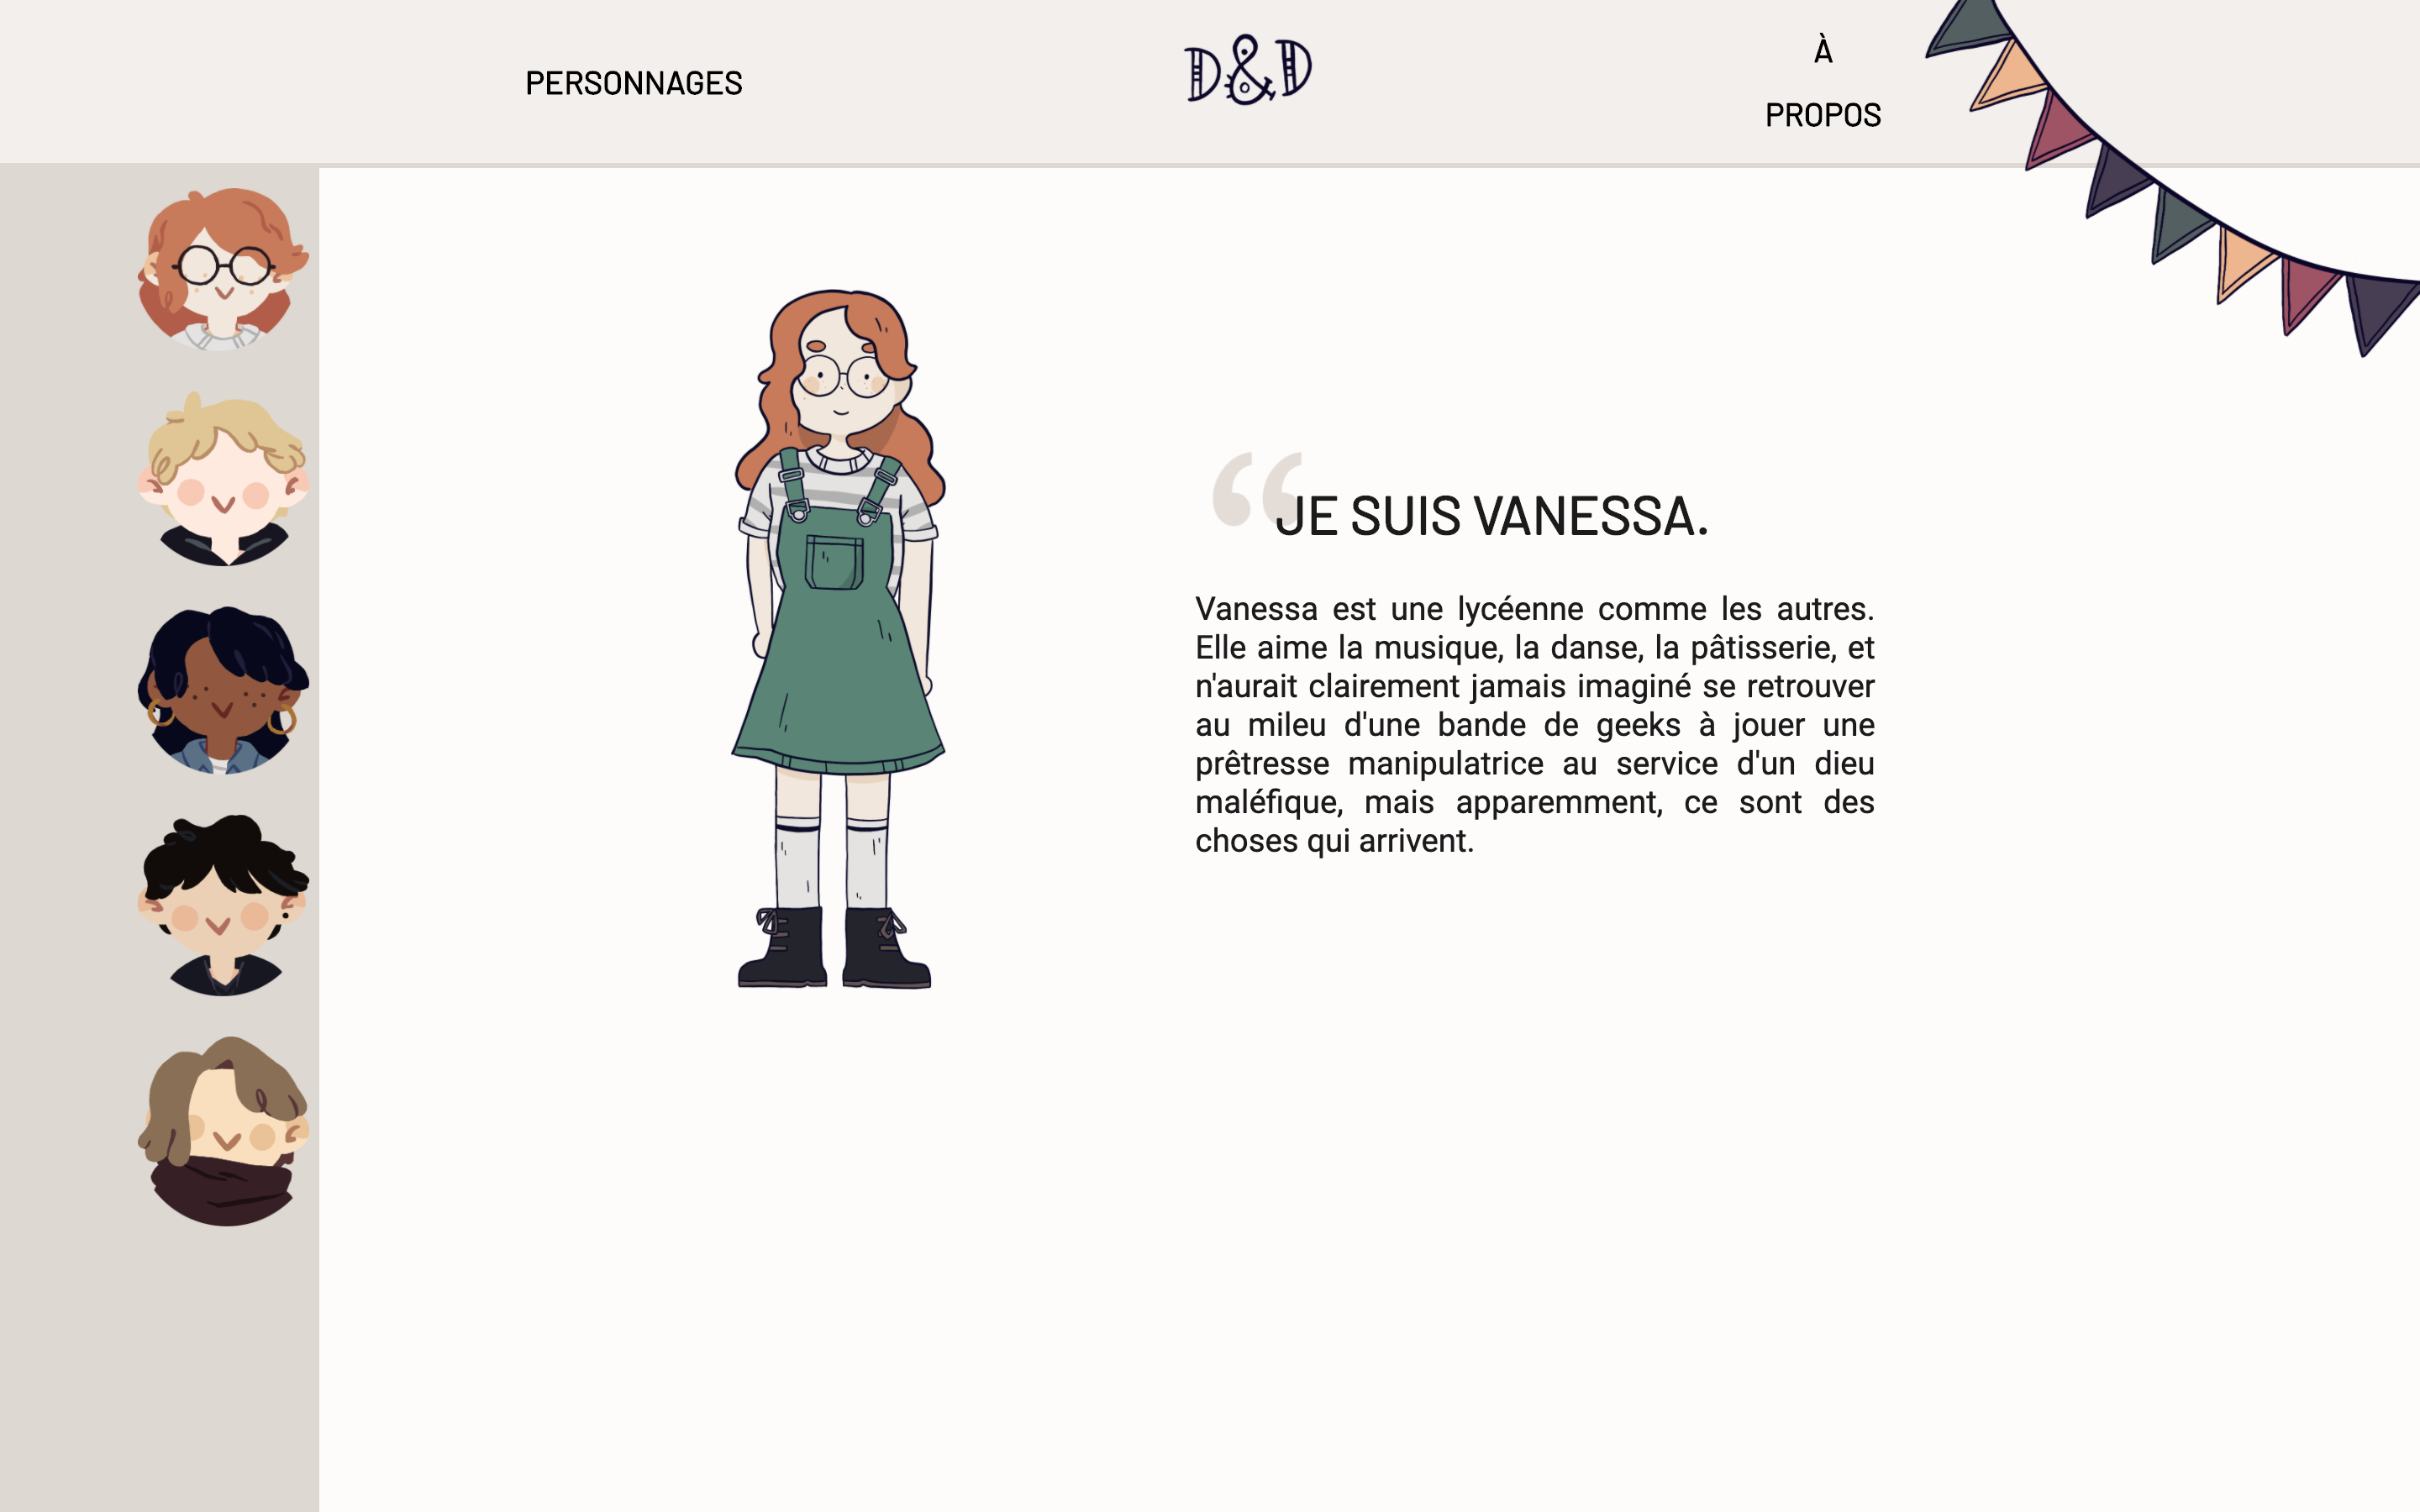 PERSONNAGES
D&D
À
PROPOS
“
JE SUIS VANESSA.
Vanessa est une lycéenne comme les autres.
Elle aime la musique, la danse, la pâtisserie, et
n'aurait clairement jamais imaginé se retrouver
au mileu d'une bande de geeks à jouer une
prêtresse manipulatrice au service d'un dieu
maléfique, mais apparemment, ce sont des
choses qui arrivent.